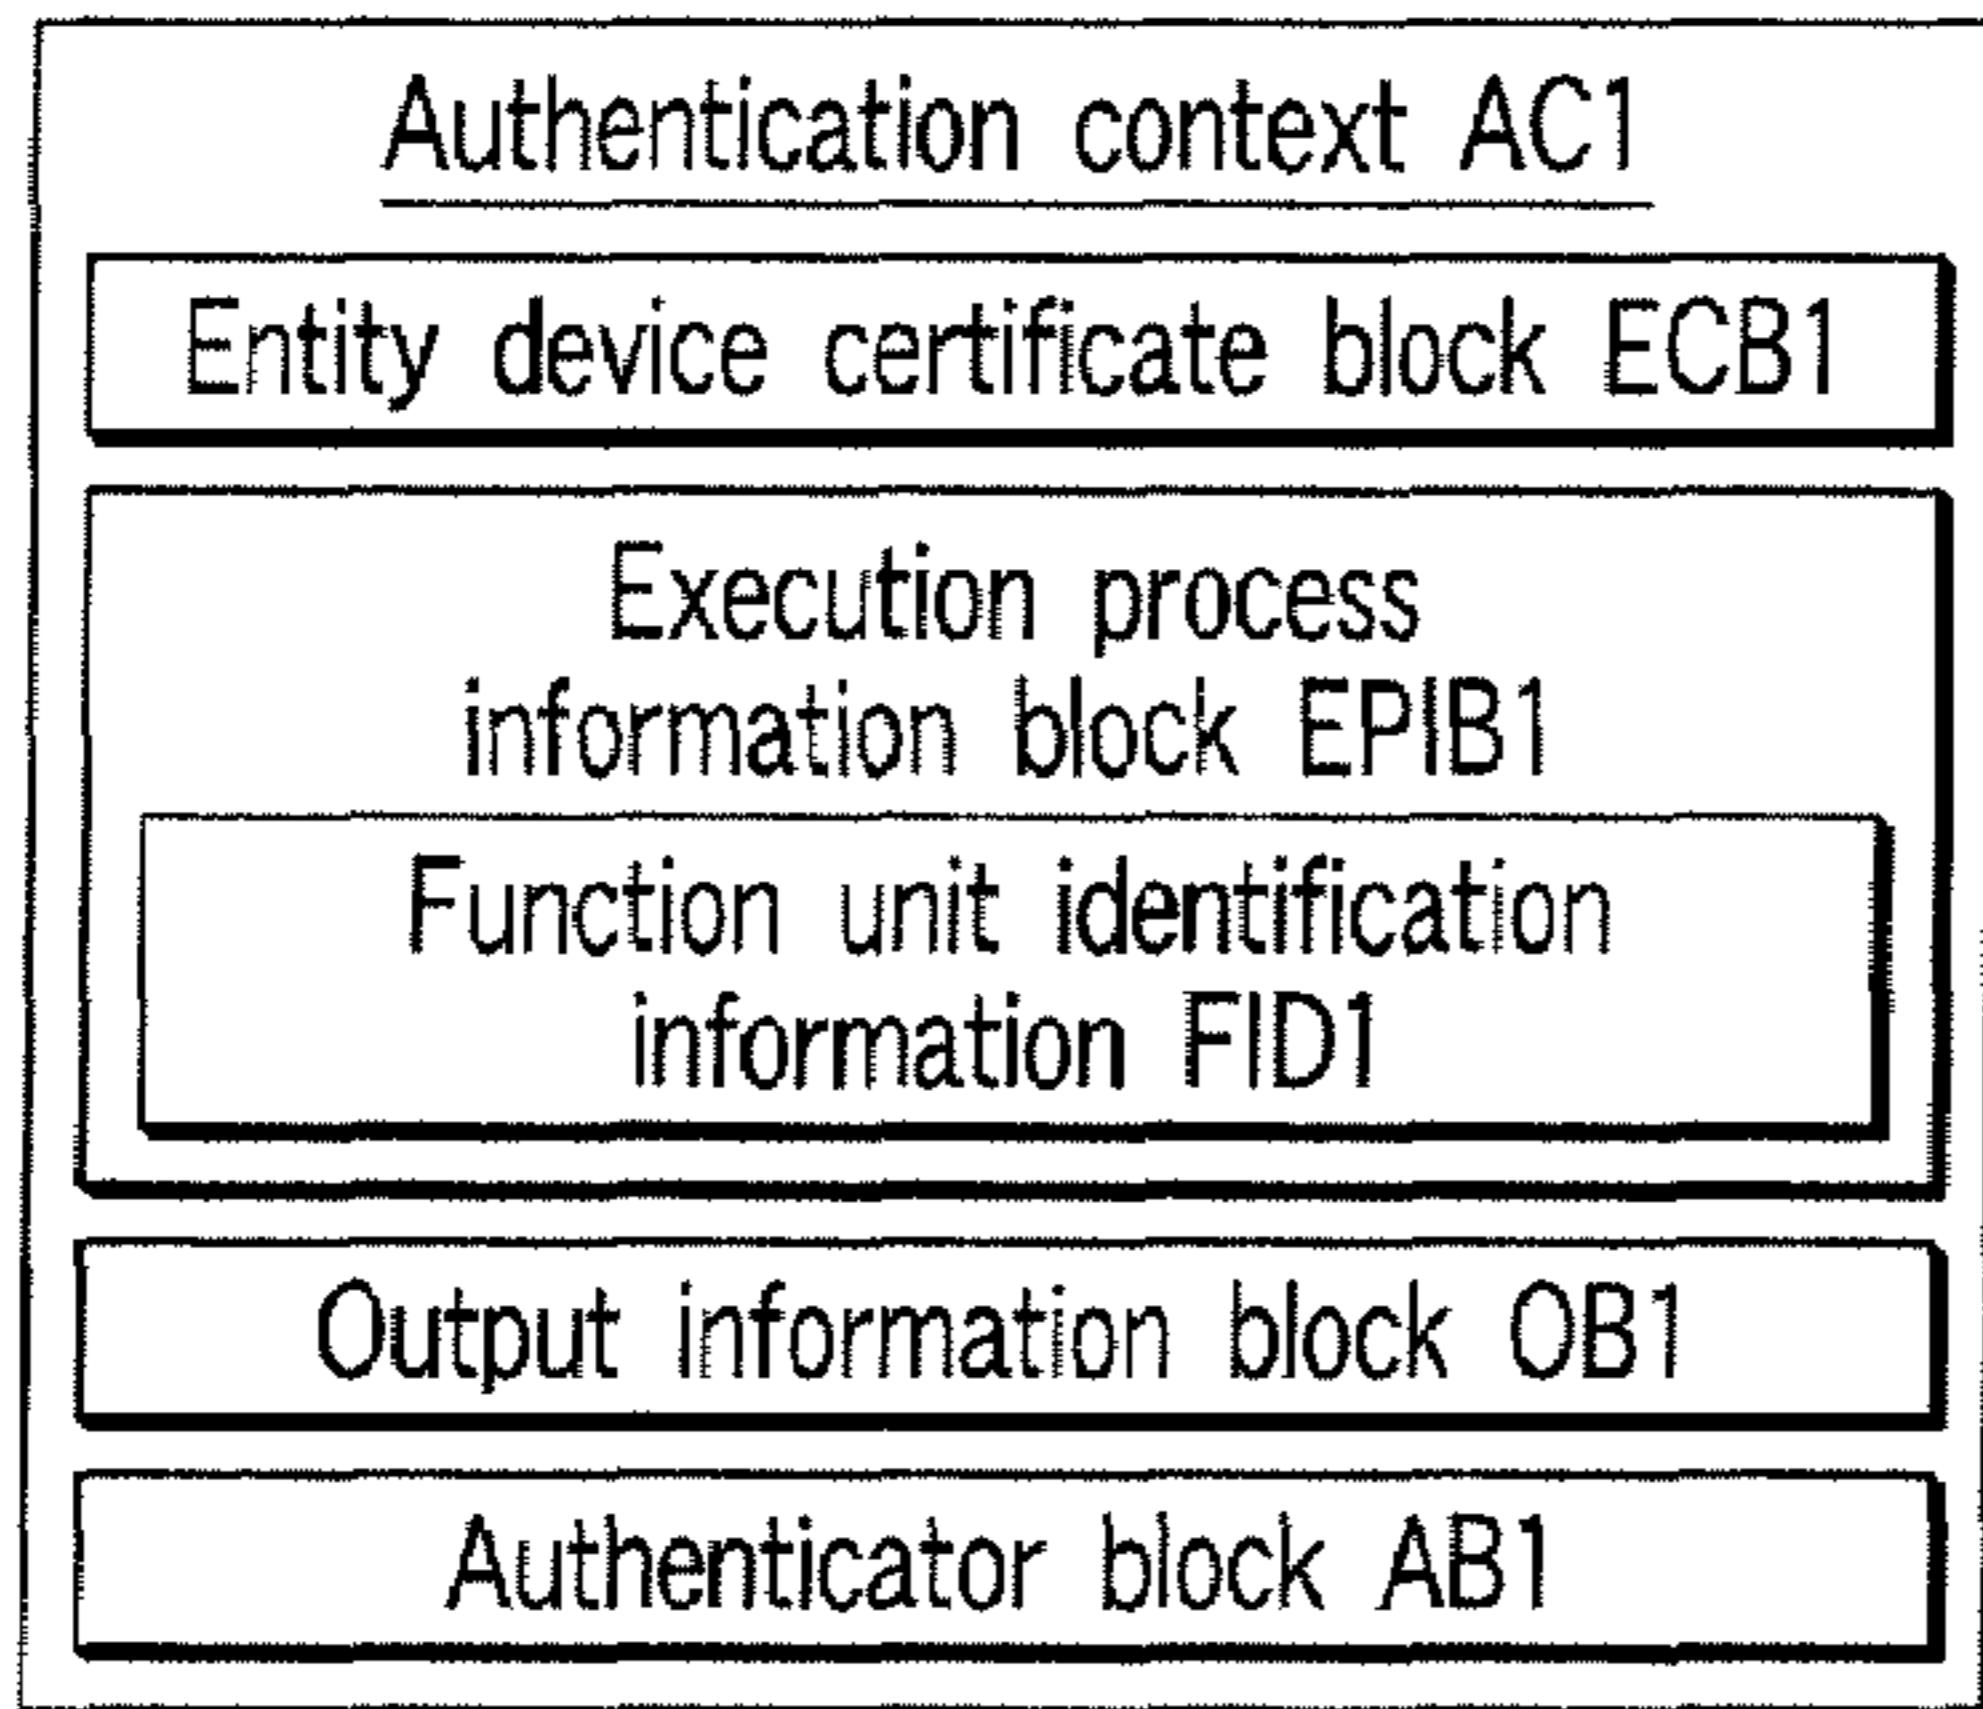 Authentication context AC1
Entity device certificate block ECB1
Execution process
information block EPIB1
Function unit identification
information FID1
Output information block OB1
Authenticator block AB1